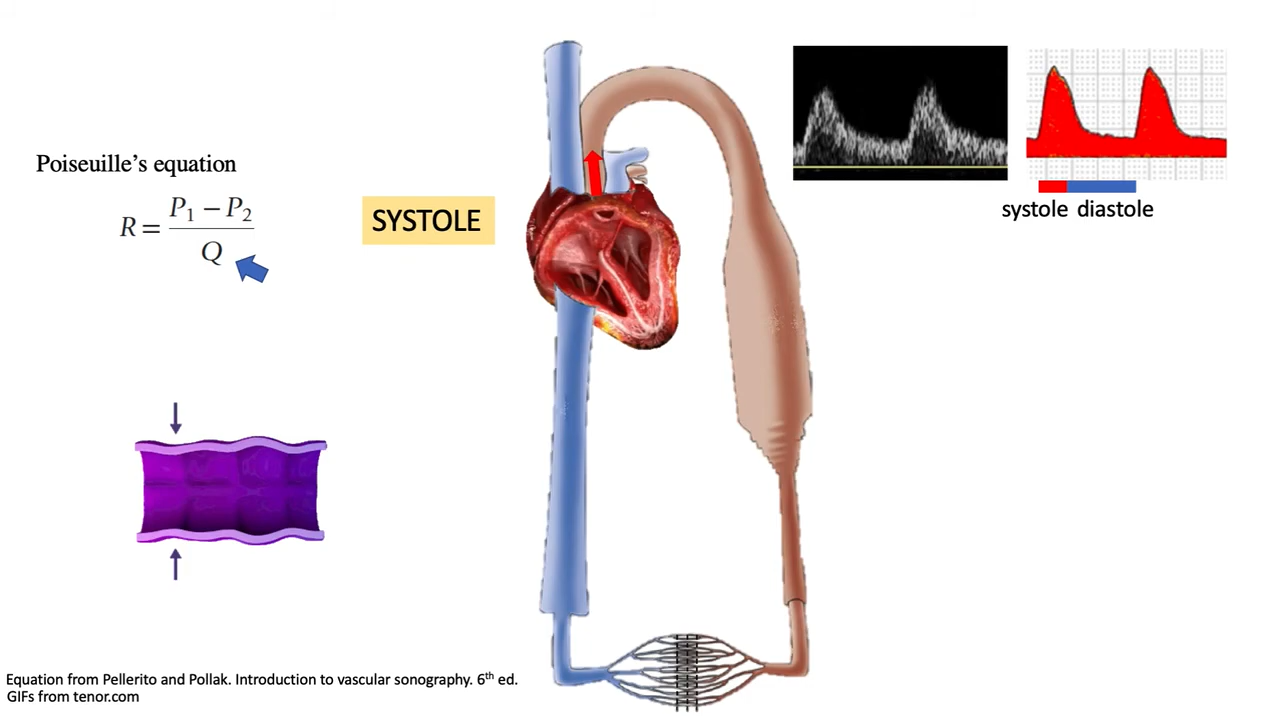 Poiseuille’s equation
R = P₁ − P₂ / Q
SYSTOLE
systole diastole
Equation from Pellerito and Pollak. Introduction to vascular sonography. 6th ed.
GIFs from tenor.com